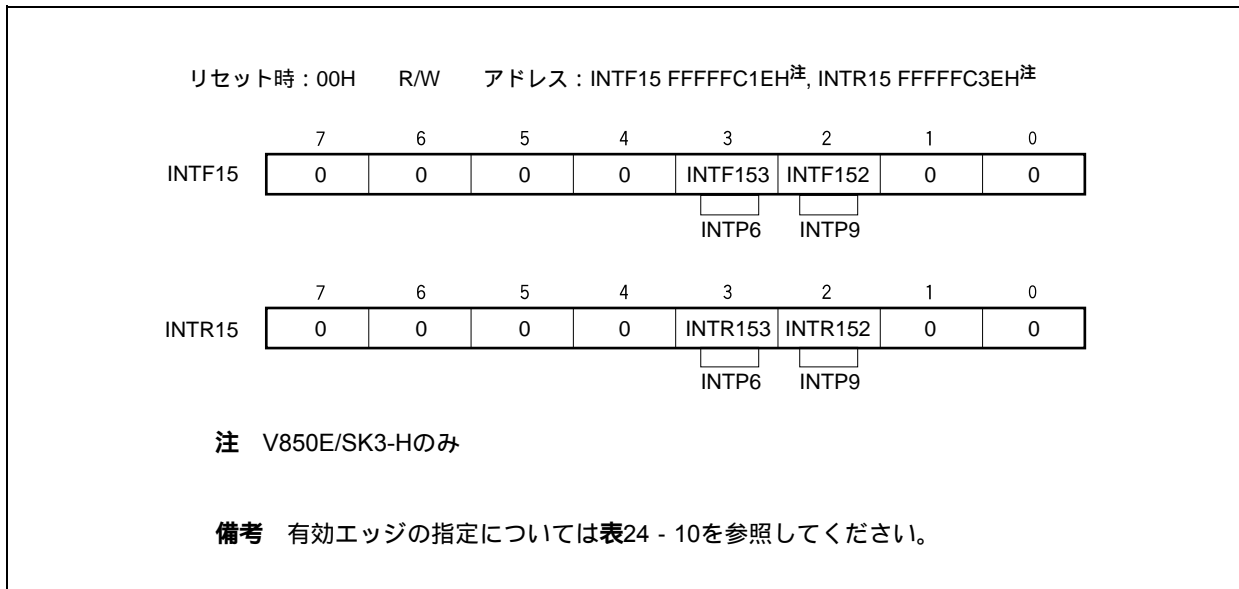 リセット時：00H　　R/W　　アドレス：INTF15 FFFFFC1EH注, INTR15 FFFFFC3EH注
7 6 5 4 3 2 1 0
INTF15 0 0 0 0 INTF153 INTF152 0 0
INTP6 INTP9
7 6 5 4 3 2 1 0
INTR15 0 0 0 0 INTR153 INTR152 0 0
INTP6 INTP9
注　V850E/SK3-Hのみ
備考　有効エッジの指定については表24 - 10を参照してください。